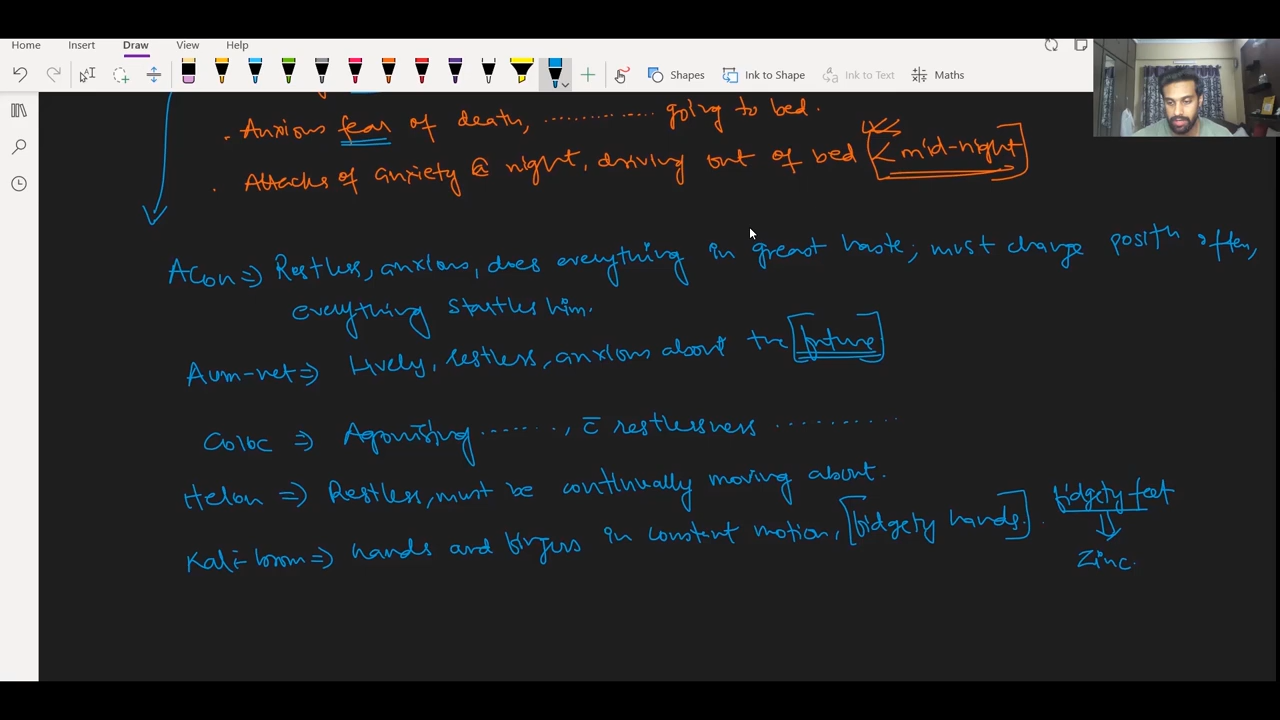 Home Insert Draw View Help
Shapes Ink to Shape Ink to Text Maths
. Anxious fear of death, ............. going to bed.
. Attacks of anxiety @ night, driving out of bed [< mid-night]
Acon => Restless, anxious, does everything in great haste; must change positn often,
everything startles him.
Aum-net => Lively, restless, anxious about the [future]
Coloc => Agonising ......., c̄ restlessness ..........
Helon => Restless, must be continually moving about.
Kali-brom => hands and fingers in constant motion, [fidgety hands]. fidgety feet
⇓
Zinc.